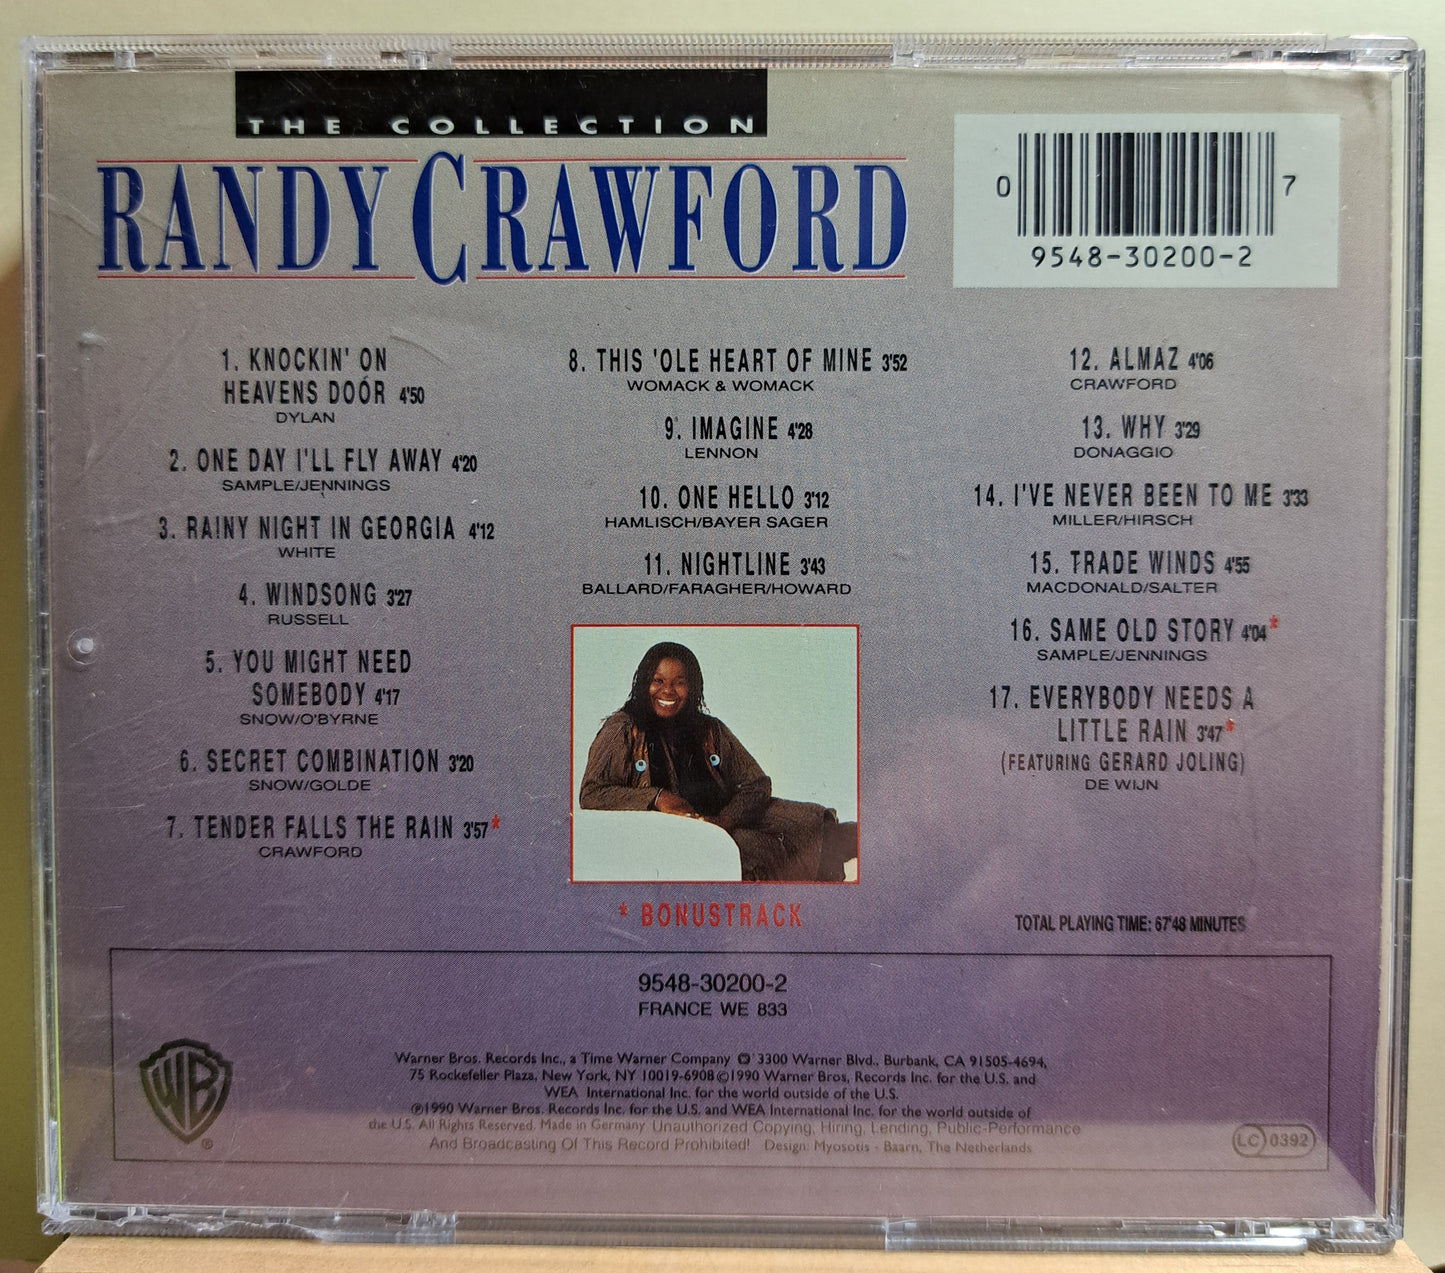 THE COLLECTION
RANDY CRAWFORD
0 7
9548-30200-2
1. KNOCKIN' ON
HEAVENS DOÓR 4'50
DYLAN
2. ONE DAY I'LL FLY AWAY 4'20
SAMPLE/JENNINGS
3. RAINY NIGHT IN GEORGIA 4'12
WHITE
4. WINDSONG 3'27
RUSSELL
5. YOU MIGHT NEED
SOMEBODY 4'17
SNOW/O'BYRNE
6. SECRET COMBINATION 3'20
SNOW/GOLDE
7. TENDER FALLS THE RAIN 3'57*
CRAWFORD
8. THIS 'OLE HEART OF MINE 3'52
WOMACK & WOMACK
9. IMAGINE 4'28
LENNON
10. ONE HELLO 3'12
HAMLISCH/BAYER SAGER
11. NIGHTLINE 3'43
BALLARD/FARAGHER/HOWARD
* BONUSTRACK
12. ALMAZ 4'06
CRAWFORD
13. WHY 3'29
DONAGGIO
14. I'VE NEVER BEEN TO ME 3'33
MILLER/HIRSCH
15. TRADE WINDS 4'55
MACDONALD/SALTER
16. SAME OLD STORY 4'04*
SAMPLE/JENNINGS
17. EVERYBODY NEEDS A
LITTLE RAIN 3'47*
(FEATURING GERARD JOLING)
DE WIJN
TOTAL PLAYING TIME: 67'48 MINUTES
9548-30200-2
FRANCE WE 833
WB ®
Warner Bros. Records Inc., a Time Warner Company 3300 Warner Blvd., Burbank, CA 91505-4694,
75 Rockefeller Plaza, New York, NY 10019-6908 ©1990 Warner Bros, Records Inc. for the U.S. and
WEA International Inc. for the world outside of the U.S.
℗1990 Warner Bros. Records Inc. for the U.S. and WEA International Inc. for the world outside of
the U.S. All Rights Reserved. Made in Germany Unauthorized Copying, Hiring, Lending, Public-Performance
And Broadcasting Of This Record Prohibited! Design: Myosotis - Baarn, The Netherlands
LC 0392